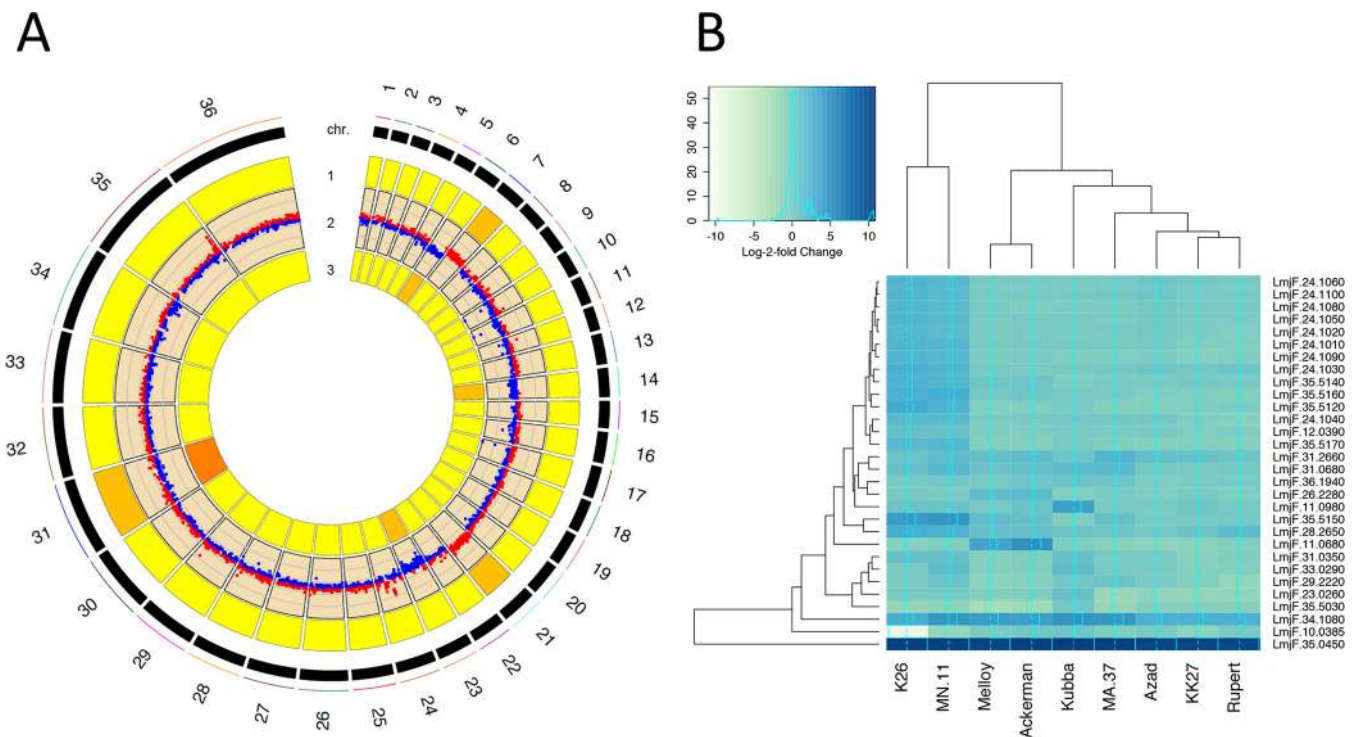 A
B
chr.
1
2
3
1
2
3
4
5
6
7
8
9
10
11
12
13
14
15
16
17
18
19
20
21
22
23
24
25
26
27
28
29
30
31
32
33
34
35
36
50
40
30
20
10
0
-10 -5 0 5 10
Log-2-fold Change
LmjF.24.1060
LmjF.24.1100
LmjF.24.1080
LmjF.24.1050
LmjF.24.1020
LmjF.24.1010
LmjF.24.1090
LmjF.24.1030
LmjF.35.5140
LmjF.35.5160
LmjF.35.5120
LmjF.24.1040
LmjF.12.0390
LmjF.35.5170
LmjF.31.2660
LmjF.31.0680
LmjF.36.1940
LmjF.26.2280
LmjF.11.0980
LmjF.35.5150
LmjF.28.2650
LmjF.11.0680
LmjF.31.0350
LmjF.33.0290
LmjF.29.2220
LmjF.23.0260
LmjF.35.5030
LmjF.34.1080
LmjF.10.0385
LmjF.35.0450
K26
MN.11
Melloy
Ackerman
Kubba
MA.37
Azad
KK27
Rupert